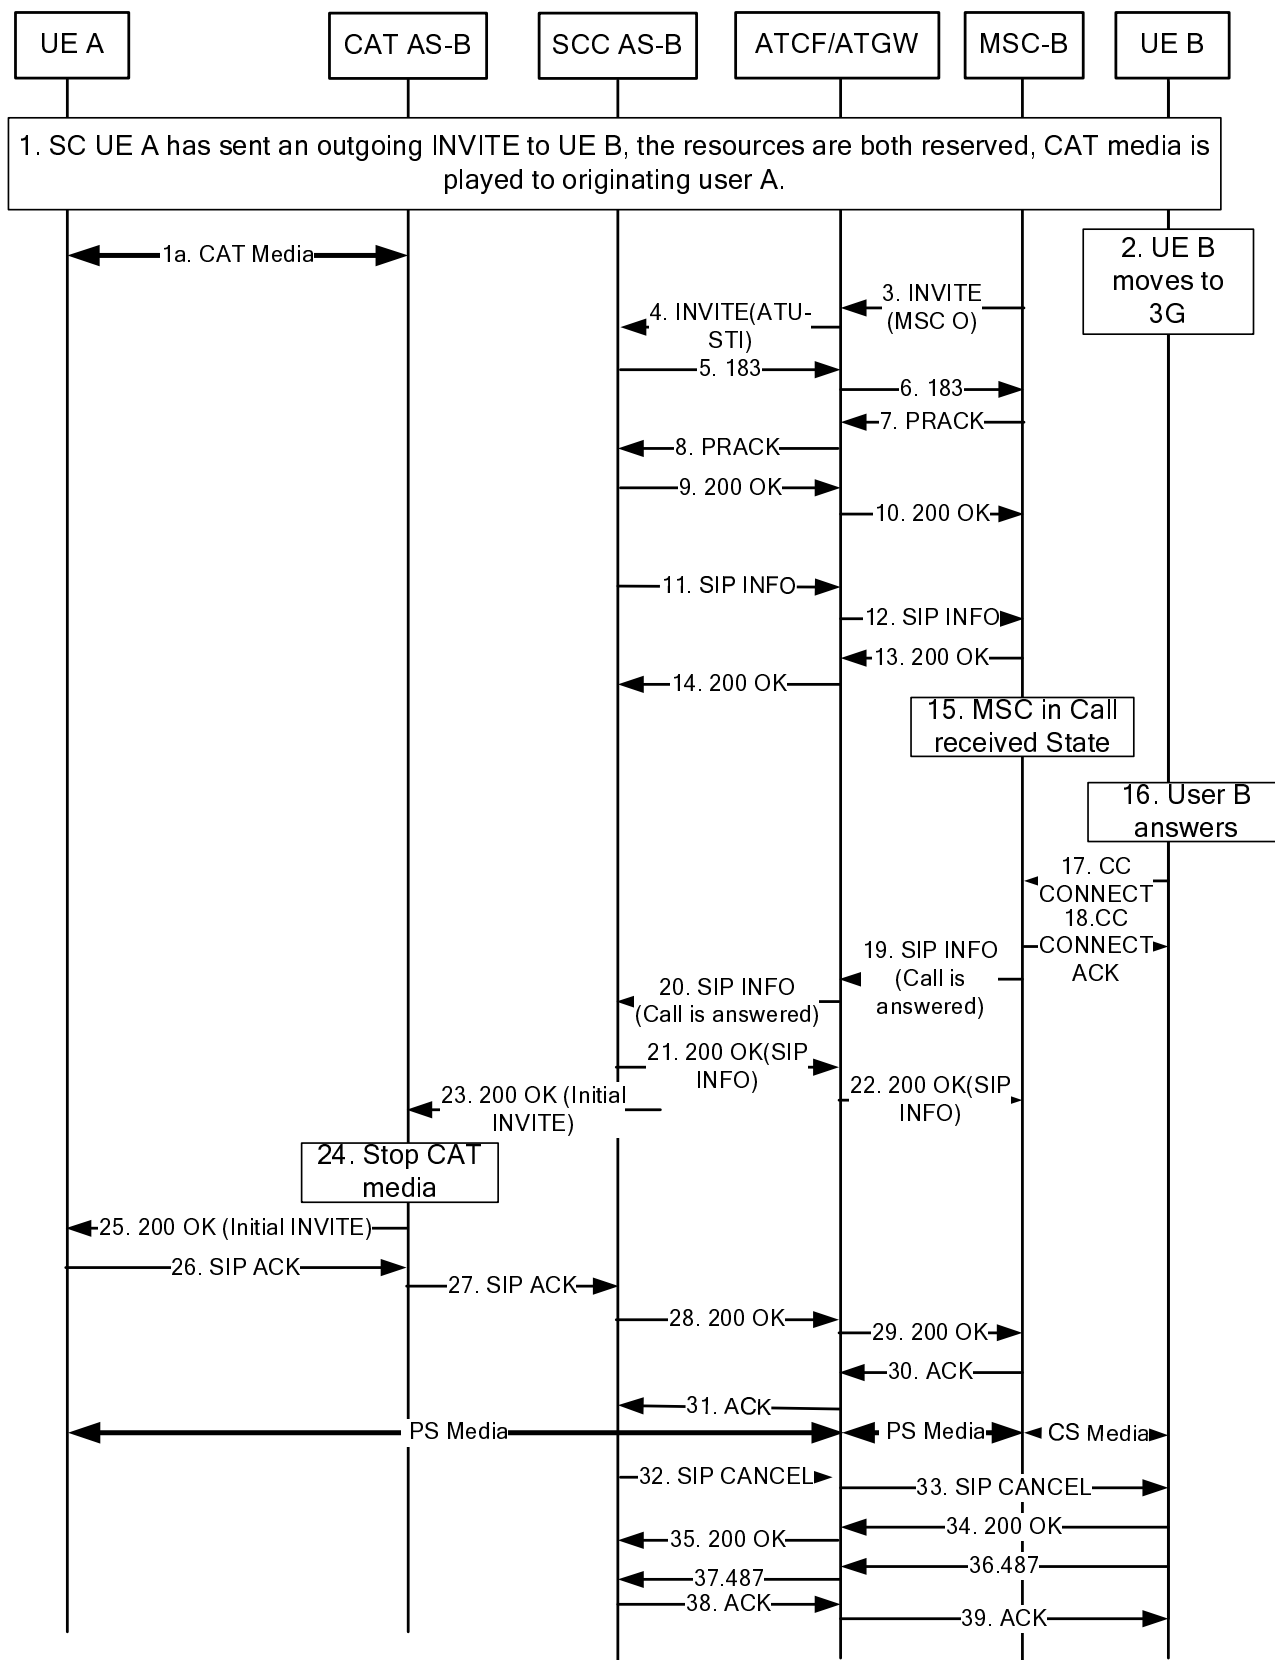 UE A
CAT AS-B
SCC AS-B
ATCF/ATGW
MSC-B
UE B
1. SC UE A has sent an outgoing INVITE to UE B, the resources are both reserved, CAT media is
played to originating user A.
1a. CAT Media
2. UE B
moves to
3G
3. INVITE
(MSC O)
4. INVITE(ATU-
STI)
5. 183
6. 183
7. PRACK
8. PRACK
9. 200 OK
10. 200 OK
11. SIP INFO
12. SIP INFO
13. 200 OK
14. 200 OK
15. MSC in Call
received State
16. User B
answers
17. CC
CONNECT
18.CC
CONNECT
ACK
19. SIP INFO
(Call is
answered)
20. SIP INFO
(Call is answered)
21. 200 OK(SIP
INFO)
22. 200 OK(SIP
INFO)
23. 200 OK (Initial
INVITE)
24. Stop CAT
media
25. 200 OK (Initial INVITE)
26. SIP ACK
27. SIP ACK
28. 200 OK
29. 200 OK
30. ACK
31. ACK
PS Media
PS Media
CS Media
32. SIP CANCEL
33. SIP CANCEL
34. 200 OK
35. 200 OK
36.487
37.487
38. ACK
39. ACK